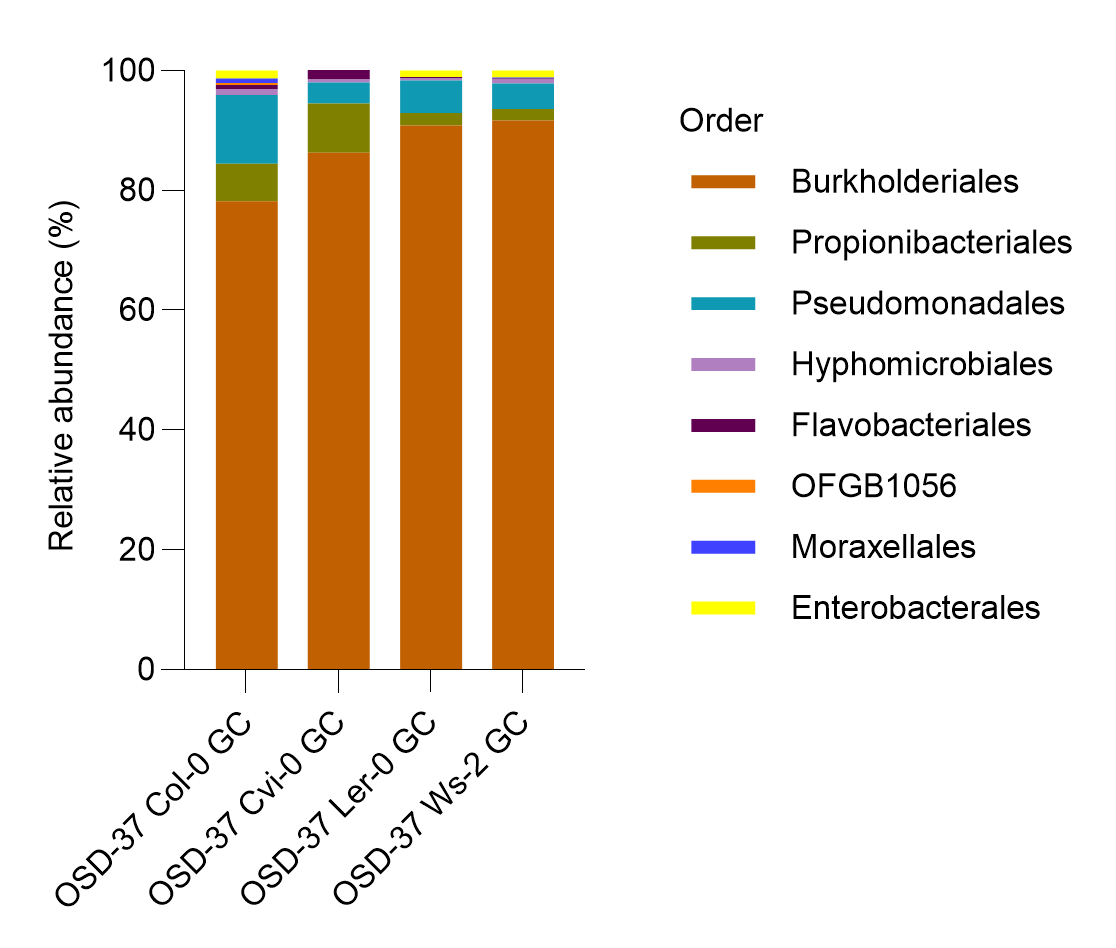 100
80
60
40
20
0
Relative abundance (%)
OSD-37 Col-0 GC
OSD-37 Cvi-0 GC
OSD-37 Ler-0 GC
OSD-37 Ws-2 GC
Order
Burkholderiales
Propionibacteriales
Pseudomonadales
Hyphomicrobiales
Flavobacteriales
OFGB1056
Moraxellales
Enterobacterales